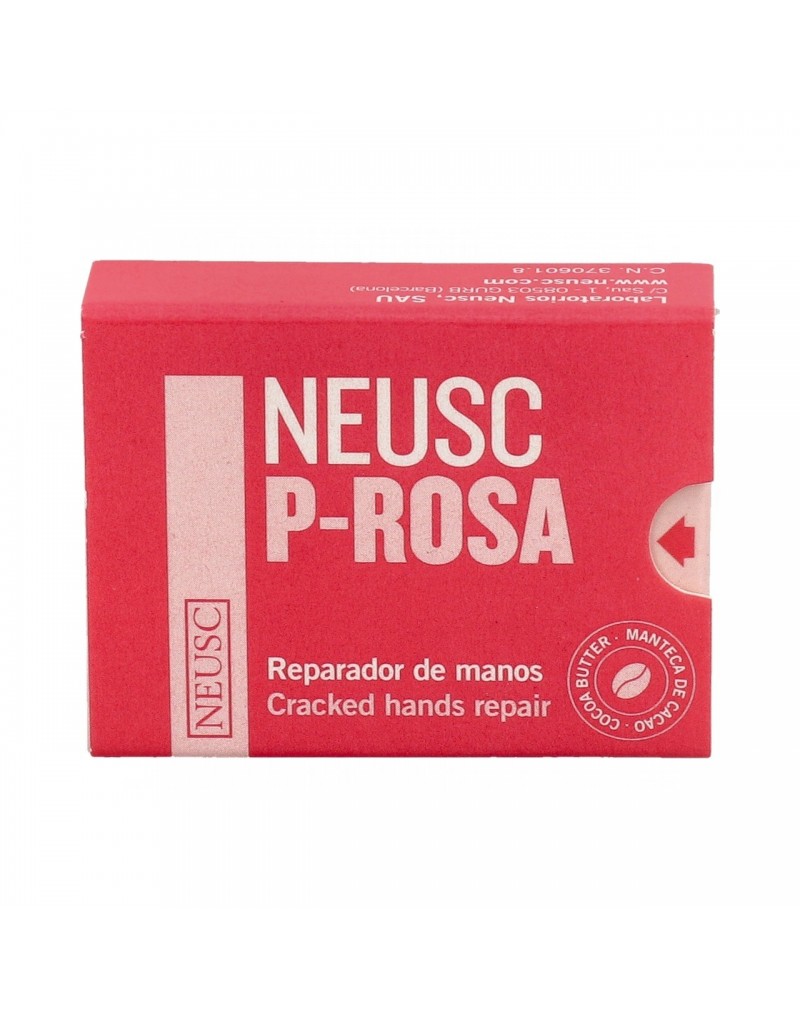 Laboratorios Neusc, SAU
C/ Sau, 1 - 08503 GURB (Barcelona)
www.neusc.com
C.N. 370601.8
NEUSC
P-ROSA
NEUSC
Reparador de manos
Cracked hands repair
COCOA BUTTER · MANTECA DE CACAO ·